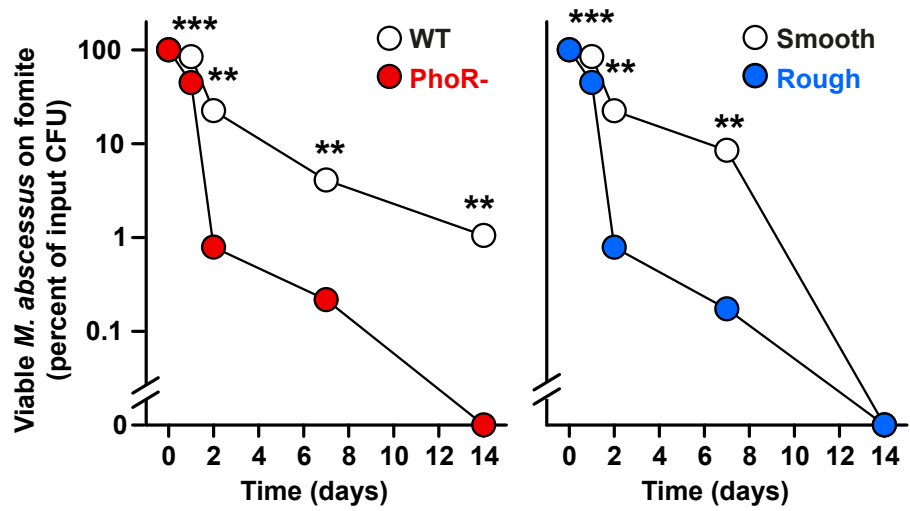 Viable M. abscessus on fomite
(percent of input CFU)
100
10
1
0.1
0
***
**
**
**
WT
PhoR-
0 2 4 6 8 10 12 14
Time (days)
***
**
**
Smooth
Rough
0 2 4 6 8 10 12 14
Time (days)